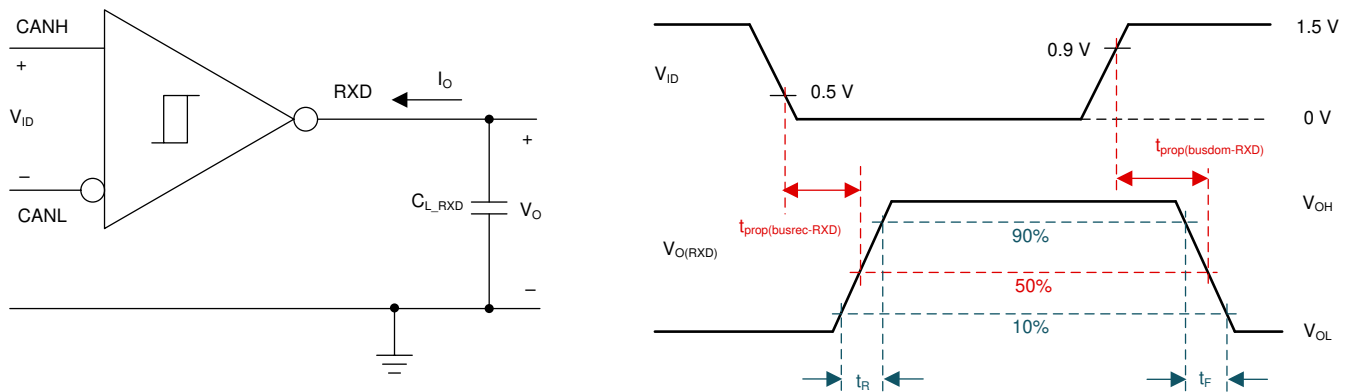 CANH
+
V_ID
–
CANL
RXD
I_O
+
C_L_RXD
V_O
–
V_ID
0.5 V
0.9 V
1.5 V
0 V
t_prop(busrec-RXD)
t_prop(busdom-RXD)
V_O(RXD)
90%
50%
10%
V_OH
V_OL
t_R
t_F